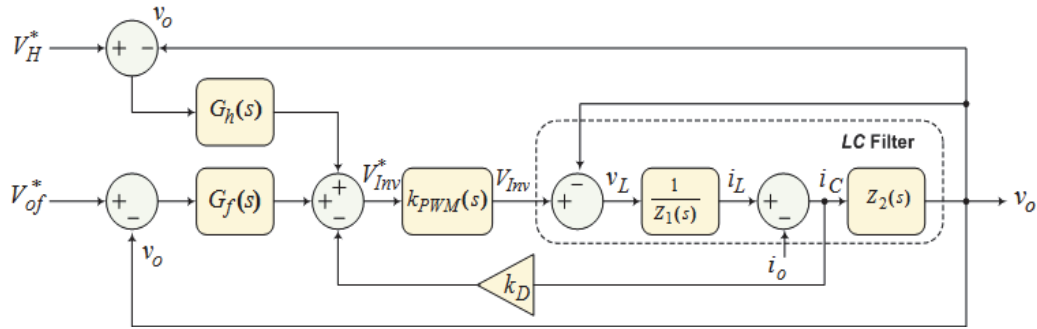 v_o
V_H^*
+
−
G_h(s)
LC Filter
V_of^*
−
G_f(s)
+
+
−
V_Inv^*
k_PWM(s)
V_Inv
−
+
v_L
1
Z_1(s)
i_L
+
−
i_C
Z_2(s)
v_o
v_o
i_o
k_D